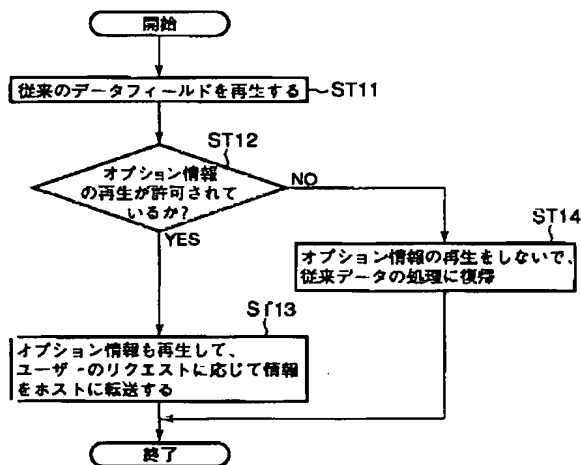 開始
従来のデータフィールドを再生する
ST11
ST12
オプション情報
の再生が許可されて
いるか?
NO
YES
ST14
オプション情報の再生をしないで、
従来データの処理に復帰
ST13
オプション情報も再生して、
ユーザーのリクエストに応じて情報
をホストに転送する
終了